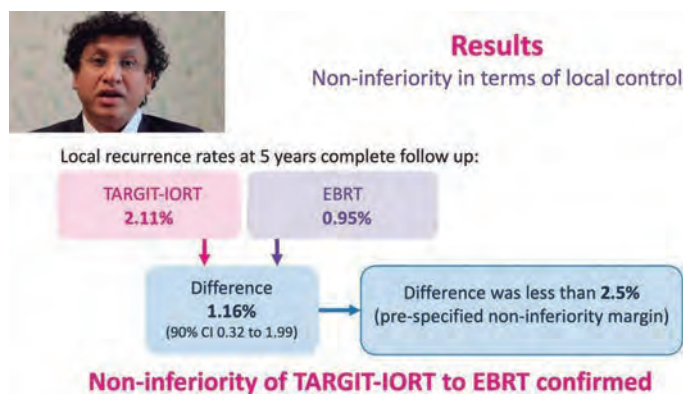 Results
Non-inferiority in terms of local control
Local recurrence rates at 5 years complete follow up:
TARGIT-IORT
2.11%
EBRT
0.95%
Difference
1.16%
(90% CI 0.32 to 1.99)
Difference was less than 2.5%
(pre-specified non-inferiority margin)
Non-inferiority of TARGIT-IORT to EBRT confirmed